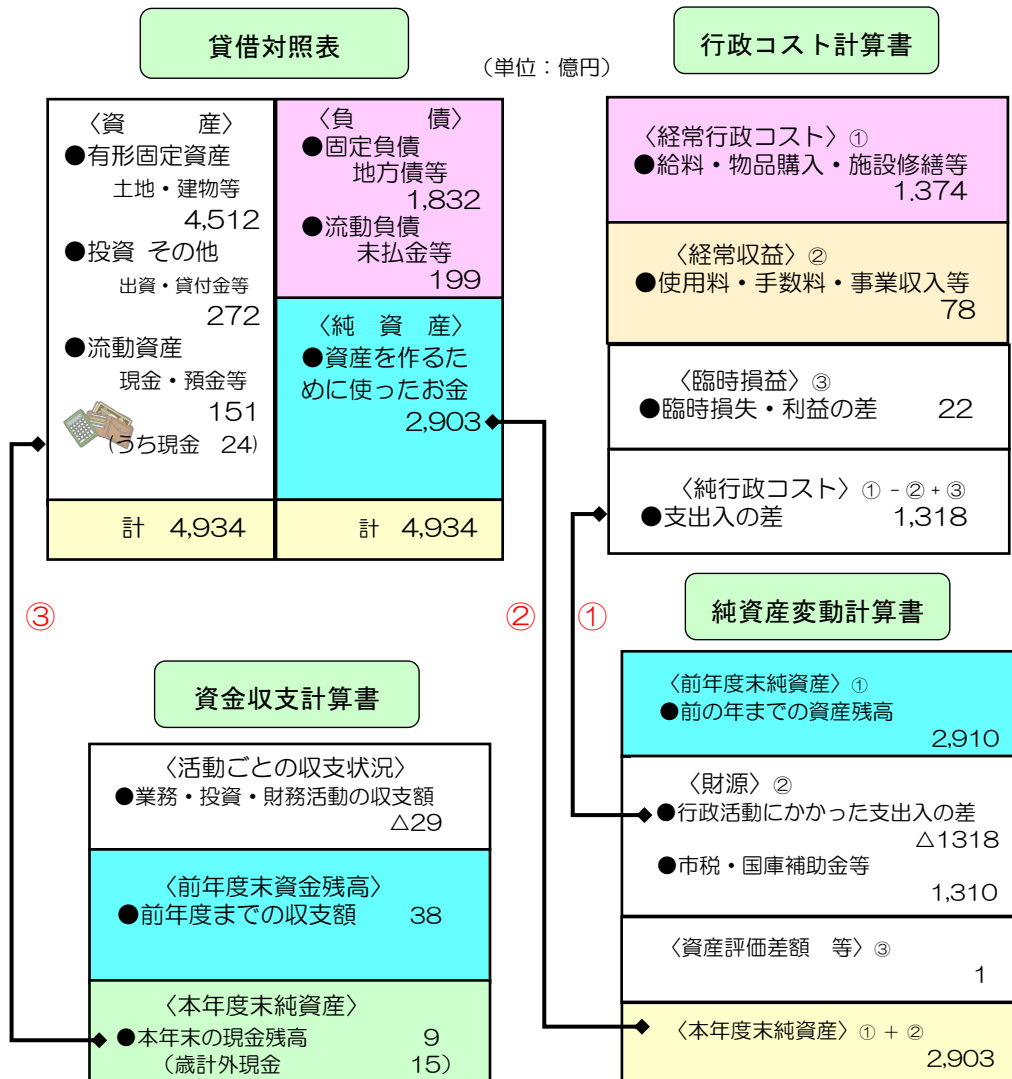 貸借対照表
（単位：億円）
〈資　産〉
●有形固定資産
土地・建物等
4,512
●投資 その他
出資・貸付金等
272
●流動資産
現金・預金等
151
(うち現金　24)
計　4,934
〈負　債〉
●固定負債
地方債等
1,832
●流動負債
未払金等
199
〈純　資　産〉
●資産を作るた
めに使ったお金
2,903
計　4,934
行政コスト計算書
〈経常行政コスト〉①
●給料・物品購入・施設修繕等
1.374
〈経常収益〉②
●使用料・手数料・事業収入等
78
〈臨時損益〉③
●臨時損失・利益の差　22
〈純行政コスト〉① - ② + ③
●支出入の差　1,318
③
②
①
資金収支計算書
〈活動ごとの収支状況〉
●業務・投資・財務活動の収支額
△29
〈前年度末資金残高〉
●前年度までの収支額　38
〈本年度末純資産〉
●本年末の現金残高　9
（歳計外現金　15）
純資産変動計算書
〈前年度末純資産〉①
●前の年までの資産残高
2,910
〈財源〉②
●行政活動にかかった支出入の差
△1318
●市税・国庫補助金等
1,310
〈資産評価差額　等〉③
1
〈本年度末純資産〉① + ②
2,903